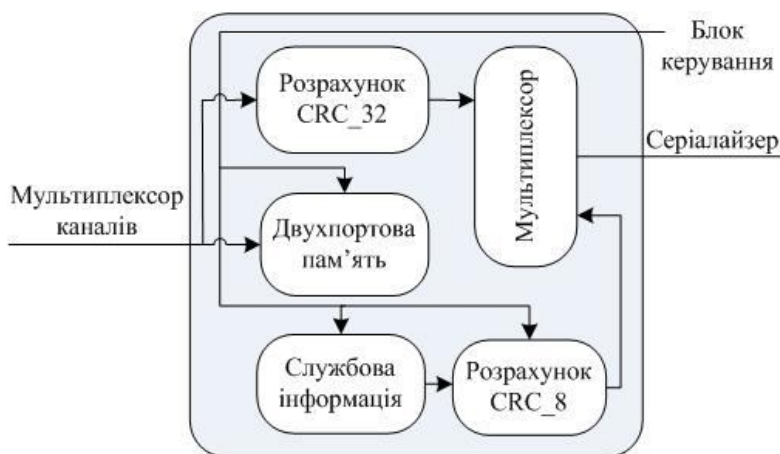 Блок
керування
Розрахунок
CRC_32
Мультиплексор
Серіалайзер
Мультиплексор
каналів
Двухпортова
пам’ять
Службова
інформація
Розрахунок
CRC_8